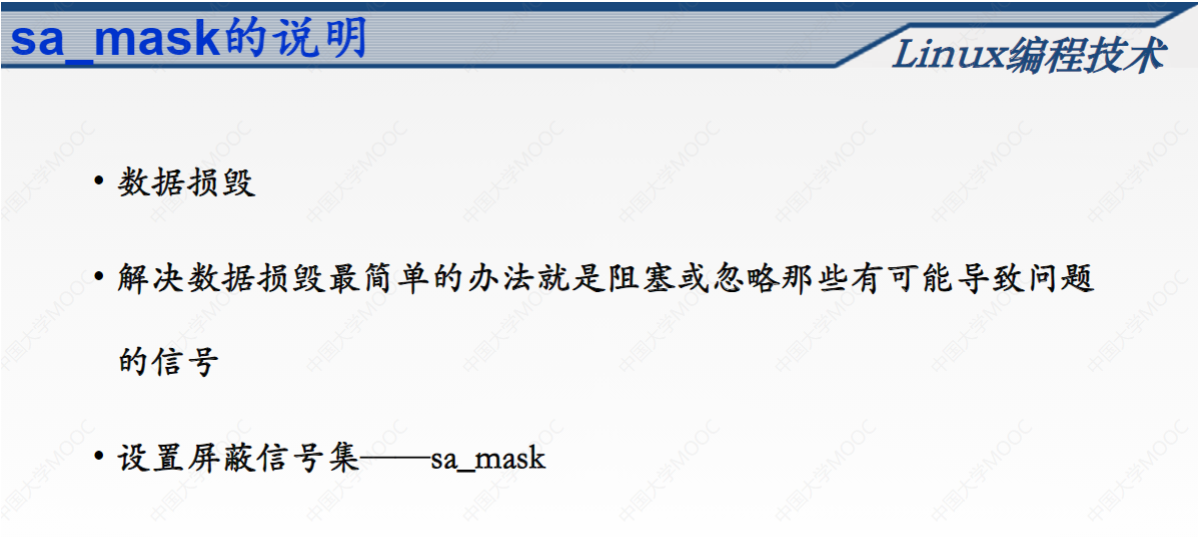 sa_mask的说明
Linux编程技术
• 数据损毁
• 解决数据损毁最简单的办法就是阻塞或忽略那些有可能导致问题
的信号
• 设置屏蔽信号集——sa_mask
中国大学MOOC